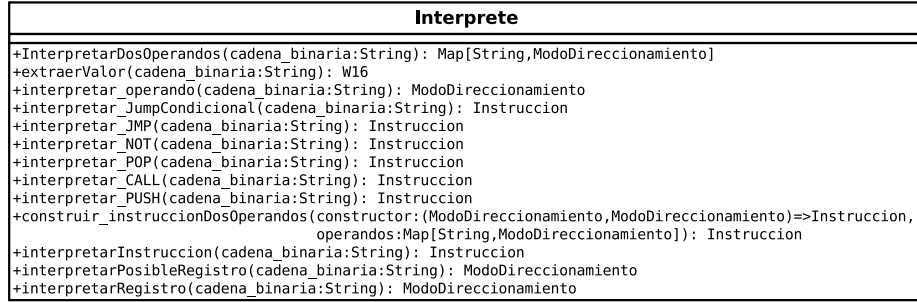 Interprete
+InterpretarDosOperandos(cadena_binaria:String): Map[String,ModoDireccionamiento]
+extraerValor(cadena_binaria:String): W16
+interpretar_operando(cadena_binaria:String): ModoDireccionamiento
+interpretar_JumpCondicional(cadena_binaria:String): Instruccion
+interpretar_JMP(cadena_binaria:String): Instruccion
+interpretar_NOT(cadena_binaria:String): Instruccion
+interpretar_POP(cadena_binaria:String): Instruccion
+interpretar_CALL(cadena_binaria:String): Instruccion
+interpretar_PUSH(cadena_binaria:String): Instruccion
+construir_instruccionDosOperandos(constructor:(ModoDireccionamiento,ModoDireccionamiento)=>Instruccion,
operandos:Map[String,ModoDireccionamiento]): Instruccion
+interpretarInstruccion(cadena_binaria:String): Instruccion
+interpretarPosibleRegistro(cadena_binaria:String): ModoDireccionamiento
+interpretarRegistro(cadena_binaria:String): ModoDireccionamiento